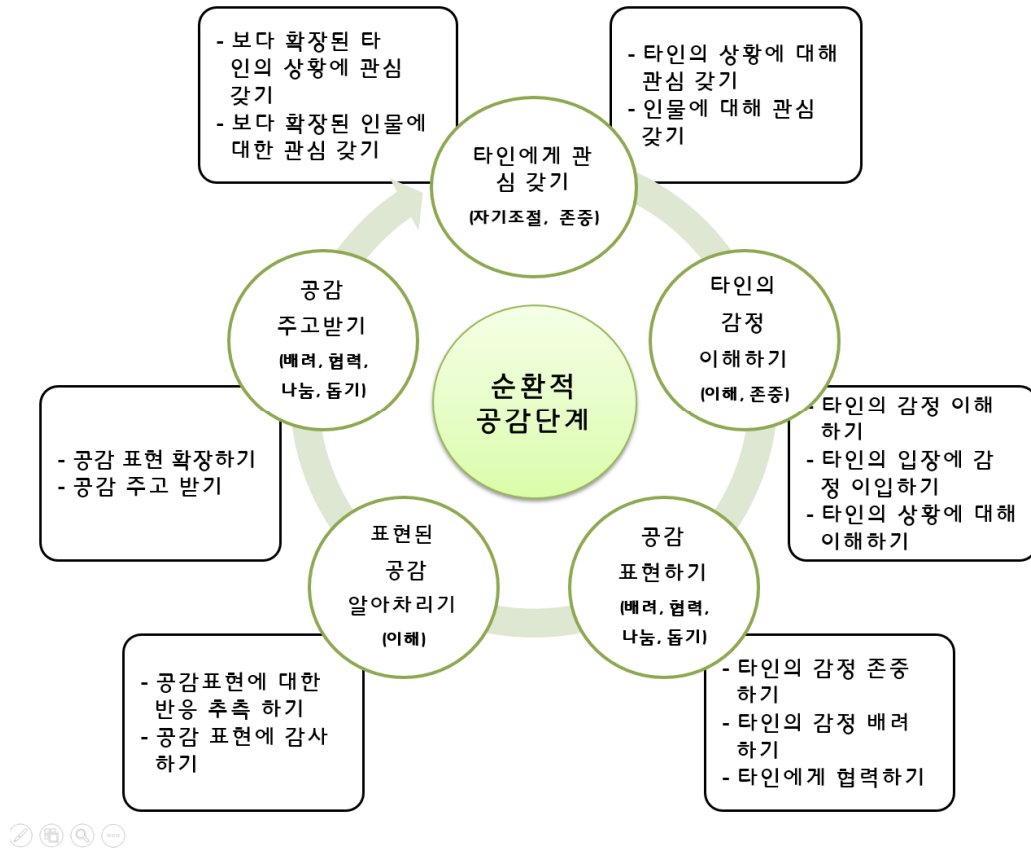 - 보다 확장된 타
인의 상황에 관심
갖기
- 보다 확장된 인물에
대한 관심 갖기
- 타인의 상황에 대해
관심 갖기
- 인물에 대해 관심
갖기
타인에게 관
심 갖기
(자기조절, 존중)
타인의
감정
이해하기
(이해, 존중)
- 타인의 감정 이해
하기
- 타인의 입장에 감
정 이입하기
- 타인의 상황에 대해
이해하기
공감
표현하기
(배려, 협력,
나눔, 돕기)
- 타인의 감정 존중
하기
- 타인의 감정 배려
하기
- 타인에게 협력하기
표현된
공감
알아차리기
(이해)
- 공감표현에 대한
반응 추측 하기
- 공감 표현에 감사
하기
공감
주고받기
(배려, 협력,
나눔, 돕기)
- 공감 표현 확장하기
- 공감 주고 받기
순환적
공감단계